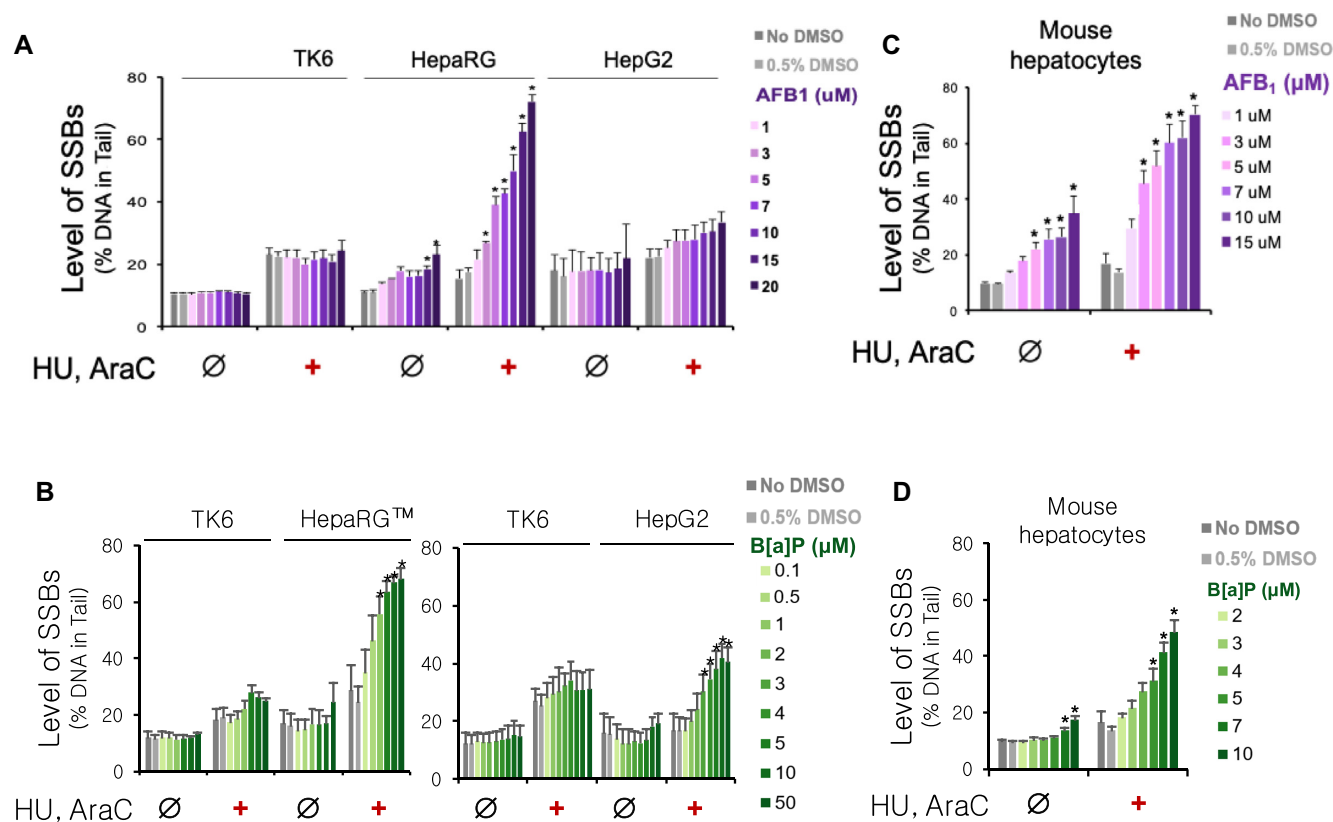 A
TK6
HepaRG
HepG2
No DMSO
0.5% DMSO
AFB1 (uM)
1
3
5
7
10
15
20
Level of SSBs
(% DNA in Tail)
80
60
40
20
0
* * * * * * * *
HU, AraC
∅ + ∅ + ∅ +
C
Mouse
hepatocytes
No DMSO
0.5% DMSO
AFB₁ (µM)
1 uM
3 uM
5 uM
7 uM
10 uM
15 uM
Level of SSBs
(% DNA in Tail)
80
60
40
20
0
* * * * * * * * *
HU, AraC
∅ +
B
TK6
HepaRG™
TK6
HepG2
No DMSO
0.5% DMSO
B[a]P (µM)
0.1
0.5
1
2
3
4
5
10
50
Level of SSBs
(% DNA in Tail)
80
60
40
20
0
* * * *
80
60
40
20
0
* * * * *
HU, AraC
∅ + ∅ + ∅ + ∅ +
D
Mouse
hepatocytes
No DMSO
0.5% DMSO
B[a]P (µM)
2
3
4
5
7
10
Level of SSBs
(% DNA in Tail)
80
60
40
20
0
* * * * *
HU, AraC
∅ +